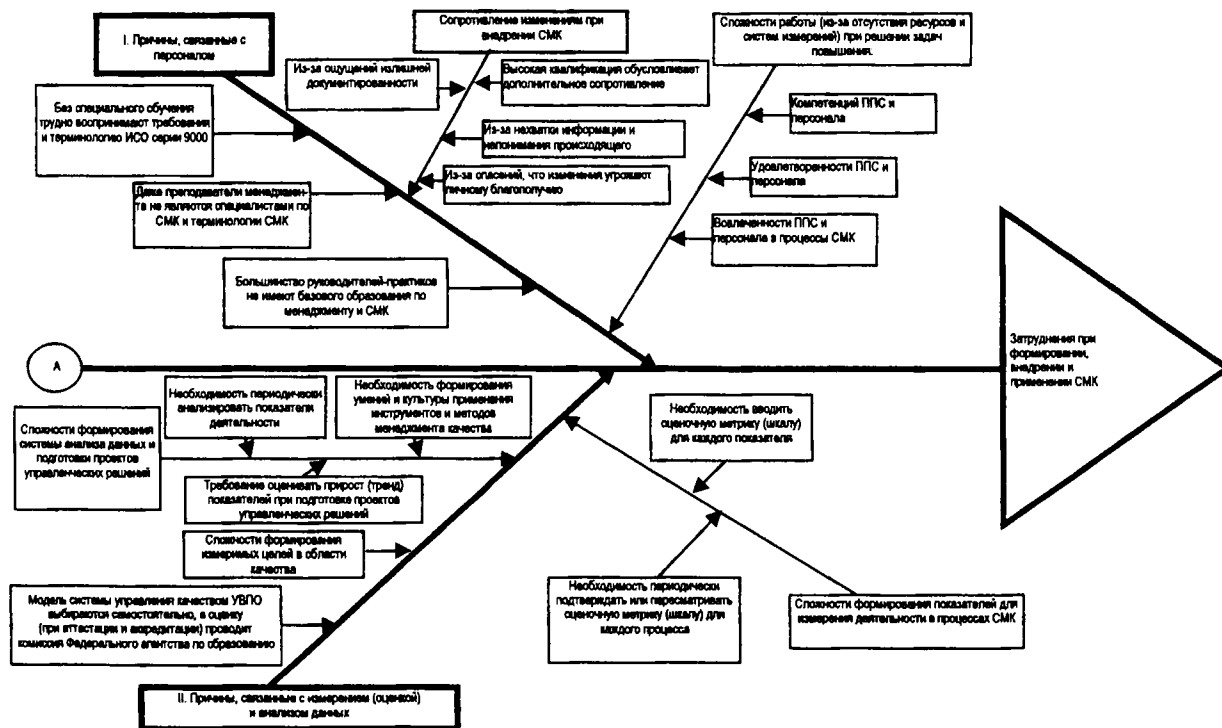 I. Причины, связанные с
персоналом
Сопротивление изменениям при
внедрении СМК
Сложности работы (из-за отсутствия ресурсов и
систем измерений) при решении задач
повышения.
Из-за ощущений излишней
документированности
Высокая квалификация обусловливает
дополнительное сопротивление
Без специального обучения
трудно воспринимают требования
и терминологию ИСО серии 9000
Компетенций ППС и
персонала
Из-за нехватки информации и
непонимания происходящего
Удовлетворенности ППС и
персонала
Из-за опасений, что изменения угрожают
личному благополучию
Даже преподаватели менеджмен-
та не являются специалистами по
СМК и терминологии СМК
Вовлеченности ППС и
персонала в процессы СМК
Большинство руководителей-практиков
не имеют базового образования по
менеджменту и СМК
А
Затруднения при
формировании,
внедрении и
применении СМК
Необходимость периодически
анализировать показатели
деятельности
Необходимость формирования
умений и культуры применения
инструментов и методов
менеджмента качества
Необходимость вводить
оценочную метрику (шкалу)
для каждого показателя
Сложности формирования
системы анализа данных и
подготовки проектов
управленческих решений
Требование оценивать прирост (тренд)
показателей при подготовке проектов
управленческих решений
Сложности формирования
измеримых целей в области
качества
Модель системы управления качеством УВПО
выбираются самостоятельно, а оценку
(при аттестации и аккредитации) проводит
комиссия Федерального агентства по образованию
Необходимость периодически
подтверждать или пересматривать
оценочную метрику (шкалу) для
каждого процесса
Сложности формирования показателей для
измерения деятельности в процессах СМК
II. Причины, связанные с измерением (оценкой)
и анализом данных